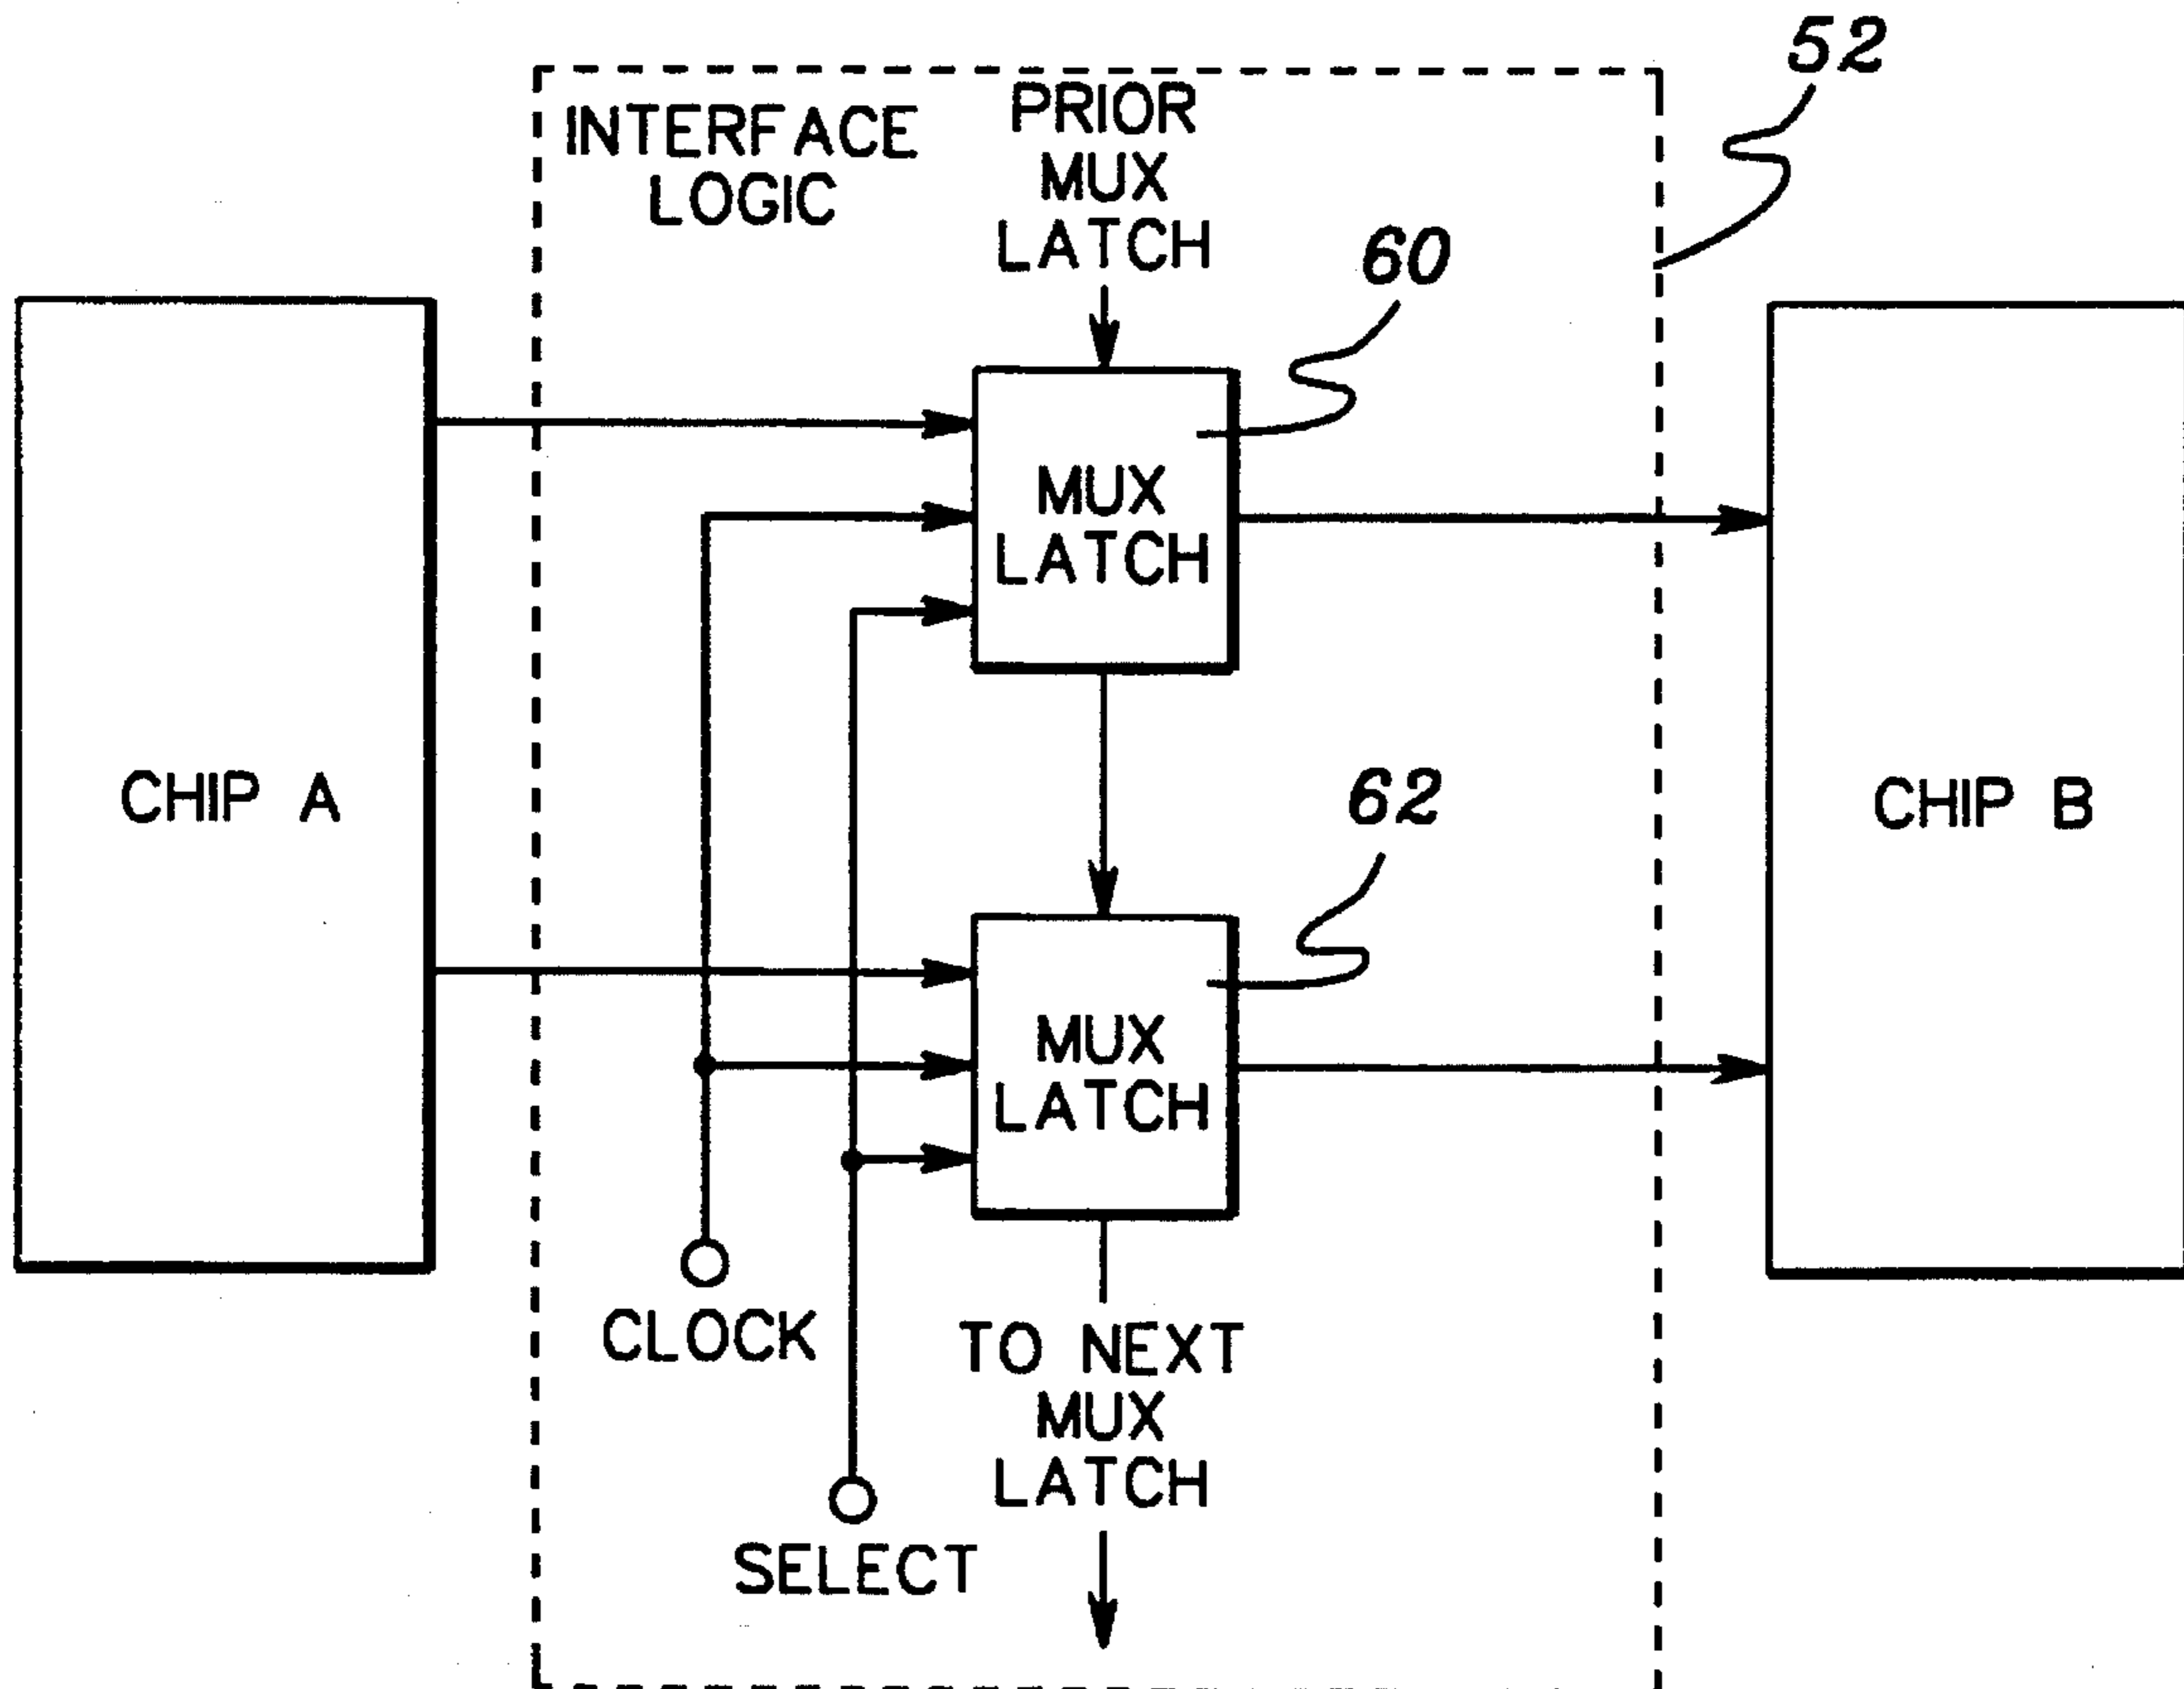 52
INTERFACE
LOGIC
PRIOR
MUX
LATCH
60
MUX
LATCH
CHIP A
62
CHIP B
MUX
LATCH
CLOCK
TO NEXT
MUX
LATCH
SELECT